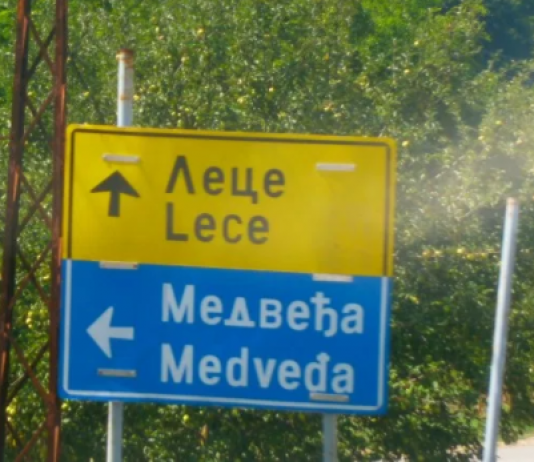 Леце
Lece
Медвеђа
Medveđa